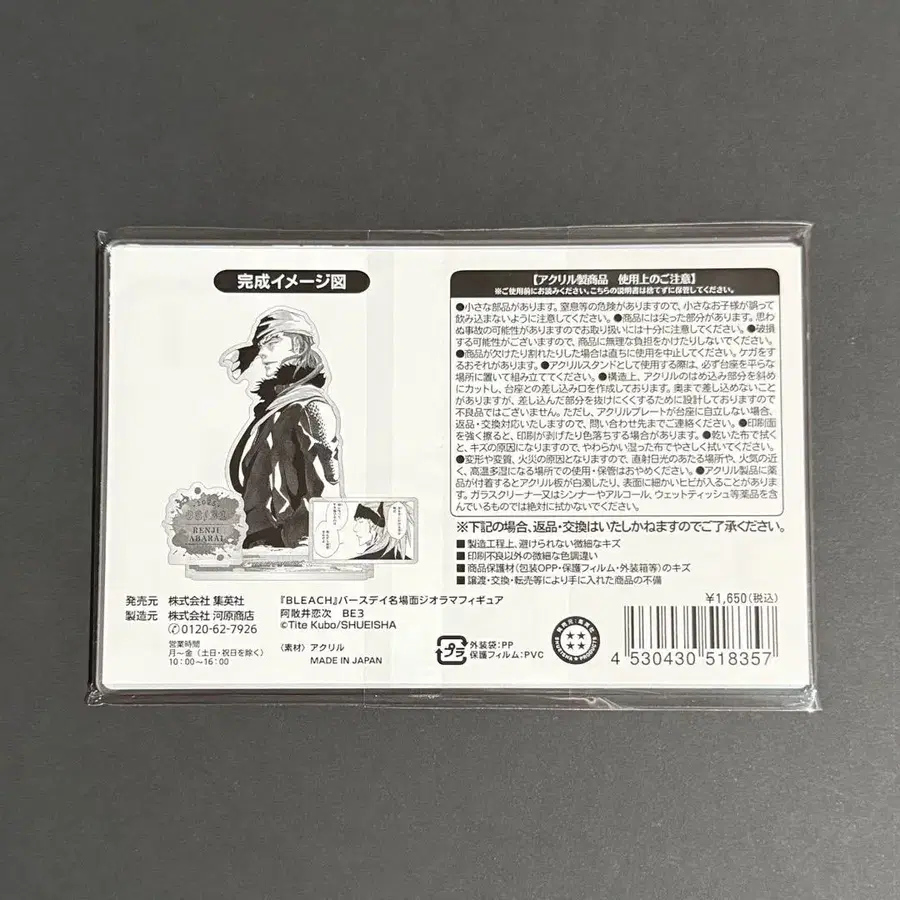 完成イメージ図
RENJI
ABARAI
【アクリル製商品　使用上のご注意】
※ご使用前にお読みください。こちらの説明書は捨てずに保管してください。
●小さな部品があります。窒息等の危険がありますので、小さなお子様が誤って
飲み込まないように注意してください。●商品には尖った部分があります。思わ
ぬ事故の可能性がありますのでお取り扱いには十分に注意してください。●破損
する可能性がございますので、商品に無理な負担をかけたりしないでください。
●商品が欠けたり割れたりした場合は直ちに使用を中止してください。ケガをす
るおそれがあります。●アクリルスタンドとして使用する際は、必ず台座を平らな
場所に置いて組み立ててください。●構造上、アクリルのはめ込み部分を斜め
にカットし、台座との差し込み口を作成しております。奥まで差し込めないこと
がありますが、差し込んだ部分を抜けにくくするために設計しておりますので
不良品ではございません。ただし、アクリルプレートが台座に自立しない場合、
返品・交換対応いたしますので、問い合わせ先までご連絡ください。●印刷面
を強く擦ると、印刷が剥げたり色落ちする場合があります。●乾いた布で拭く
と、キズの原因になりますので、やわらかい湿った布でやさしく拭いてください。
●変形や変質、火災の原因となりますので、直射日光のあたる場所や、火気の近
く、高温多湿になる場所での使用・保管はおやめください。●アクリル製品に薬
品が付着するとアクリル板が白濁したり、表面に細かいヒビが入ることがありま
す。ガラスクリーナー又はシンナーやアルコール、ウェットティッシュ等薬品を含
んでいるものでは絶対に拭かないでください。
※下記の場合、返品・交換はいたしかねますのでご了承ください。
■製造工程上、避けられない微細なキズ
■印刷不良以外の微細な色調違い
■商品保護材(包装OPP・保護フィルム・外装箱等)のキズ
■譲渡・交換・転売等により手に入れた商品の不備
発売元　株式会社 集英社
製造元　株式会社 河原商店
0120-62-7926
営業時間
月～金（土日・祝日を除く）
10：00～16：00
『BLEACH』バースデイ名場面ジオラマフィギュア
阿散井恋次　BE3
©Tite Kubo/SHUEISHA
〈素材〉アクリル
MADE IN JAPAN
プラ
外装袋：PP
保護フィルム：PVC
¥1,650(税込)
4 530430 518357